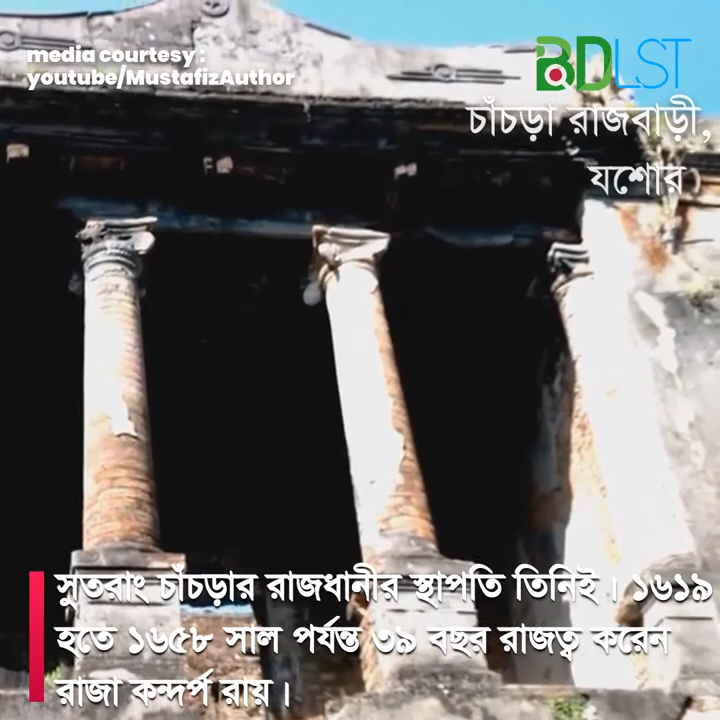 media courtesy :
youtube/MustafizAuthor
BDLST
চাঁচড়া রাজবাড়ী,
যশোর
সুতরাং চাঁচড়ার রাজধানীর স্থাপতি তিনিই। ১৬১৯
হতে ১৬৫৮ সাল পর্যন্ত ৩৯ বছর রাজত্ব করেন
রাজা কন্দর্প রায়।